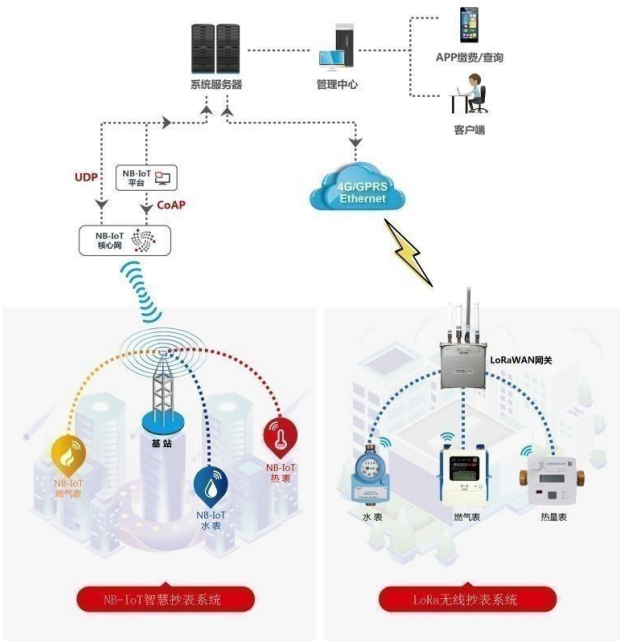 系统服务器
管理中心
APP缴费/查询
客户端
UDP
NB-IoT
平台
CoAP
NB-IoT
核心网
4G/GPRS
Ethernet
LoRaWAN网关
基站
NB-IoT
燃气表
NB-IoT
水表
NB-IoT
热表
水表
燃气表
热量表
NB-IoT智慧抄表系统
LoRa无线抄表系统